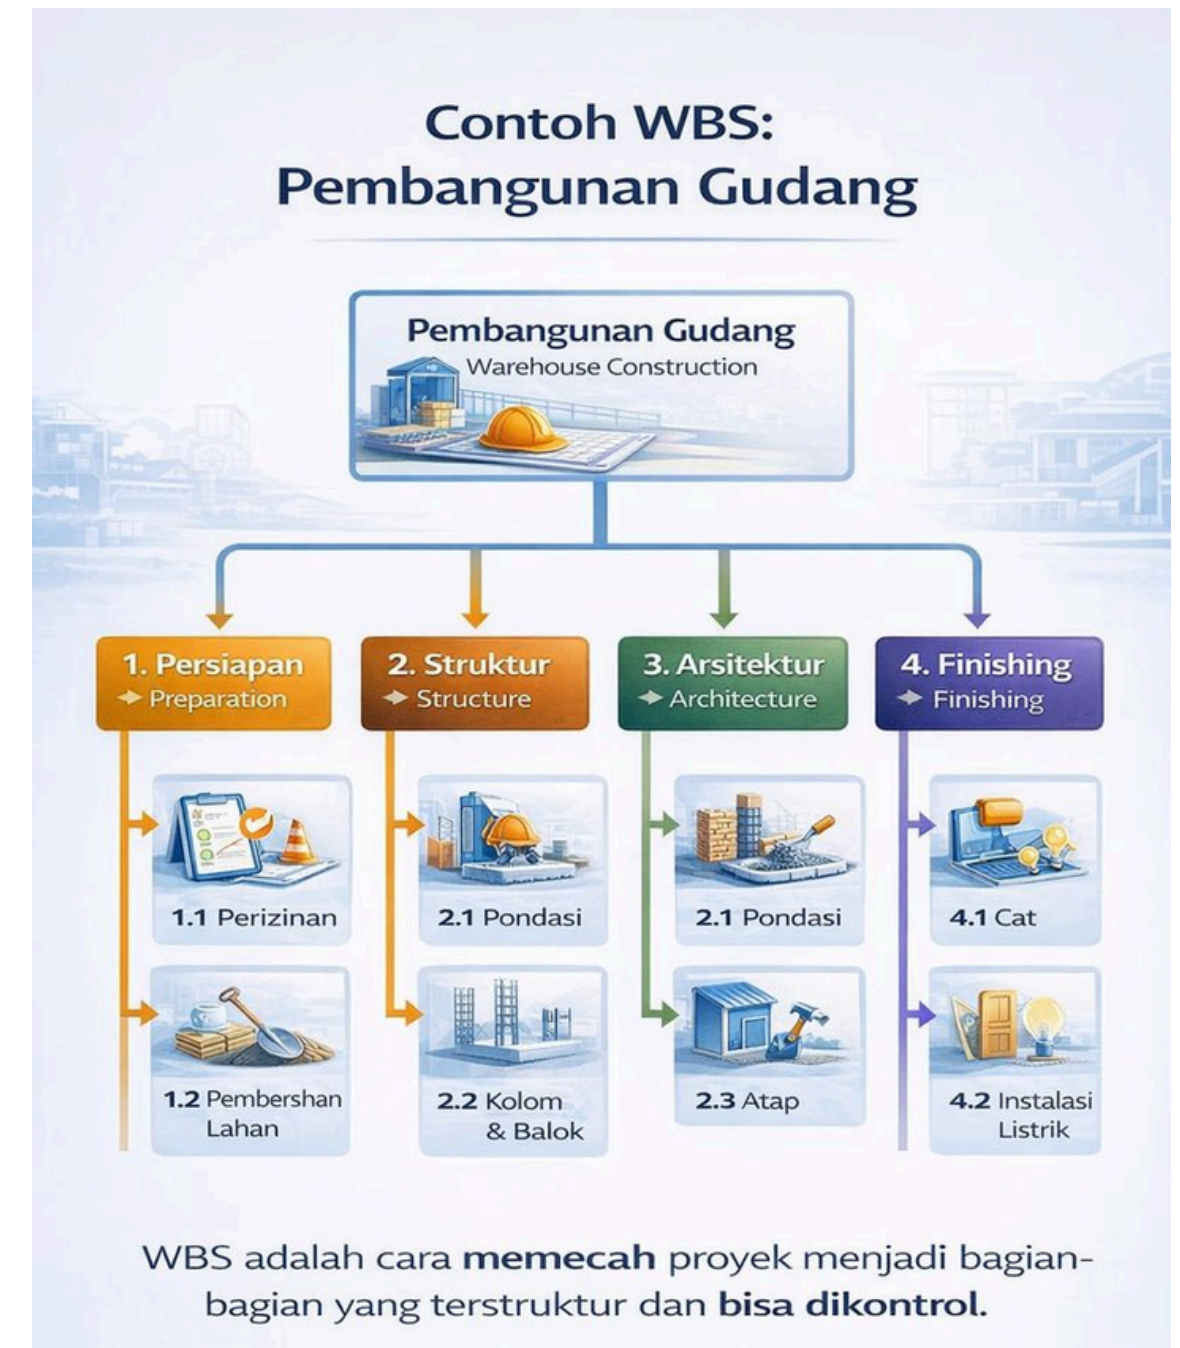 Contoh WBS:
Pembangunan Gudang
Pembangunan Gudang
Warehouse Construction
1. Persiapan
Preparation
2. Struktur
Structure
3. Arsitektur
Architecture
4. Finishing
Finishing
1.1 Perizinan
2.1 Pondasi
2.1 Pondasi
4.1 Cat
1.2 Pembershan
Lahan
2.2 Kolom
& Balok
2.3 Atap
4.2 Instalasi
Listrik
WBS adalah cara memecah proyek menjadi bagian-
bagian yang terstruktur dan bisa dikontrol.